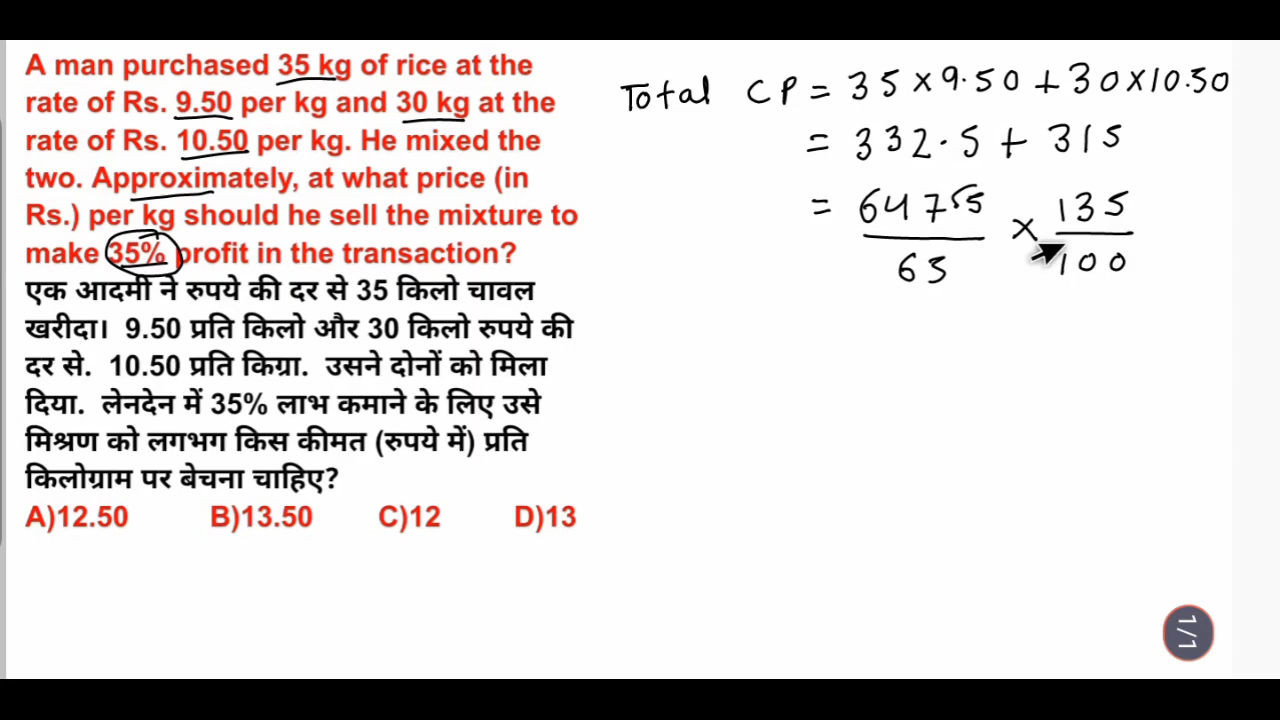 A man purchased 35 kg of rice at the
rate of Rs. 9.50 per kg and 30 kg at the
rate of Rs. 10.50 per kg. He mixed the
two. Approximately, at what price (in
Rs.) per kg should he sell the mixture to
make 35% profit in the transaction?
एक आदमी ने रुपये की दर से 35 किलो चावल
खरीदा। 9.50 प्रति किलो और 30 किलो रुपये की
दर से. 10.50 प्रति किग्रा. उसने दोनों को मिला
दिया. लेनदेन में 35% लाभ कमाने के लिए उसे
मिश्रण को लगभग किस कीमत (रुपये में) प्रति
किलोग्राम पर बेचना चाहिए?
A)12.50 B)13.50 C)12 D)13
Total CP = 35×9.50 + 30×10.50
= 332.5 + 315
= 647.5 × 135
65 100
1/1